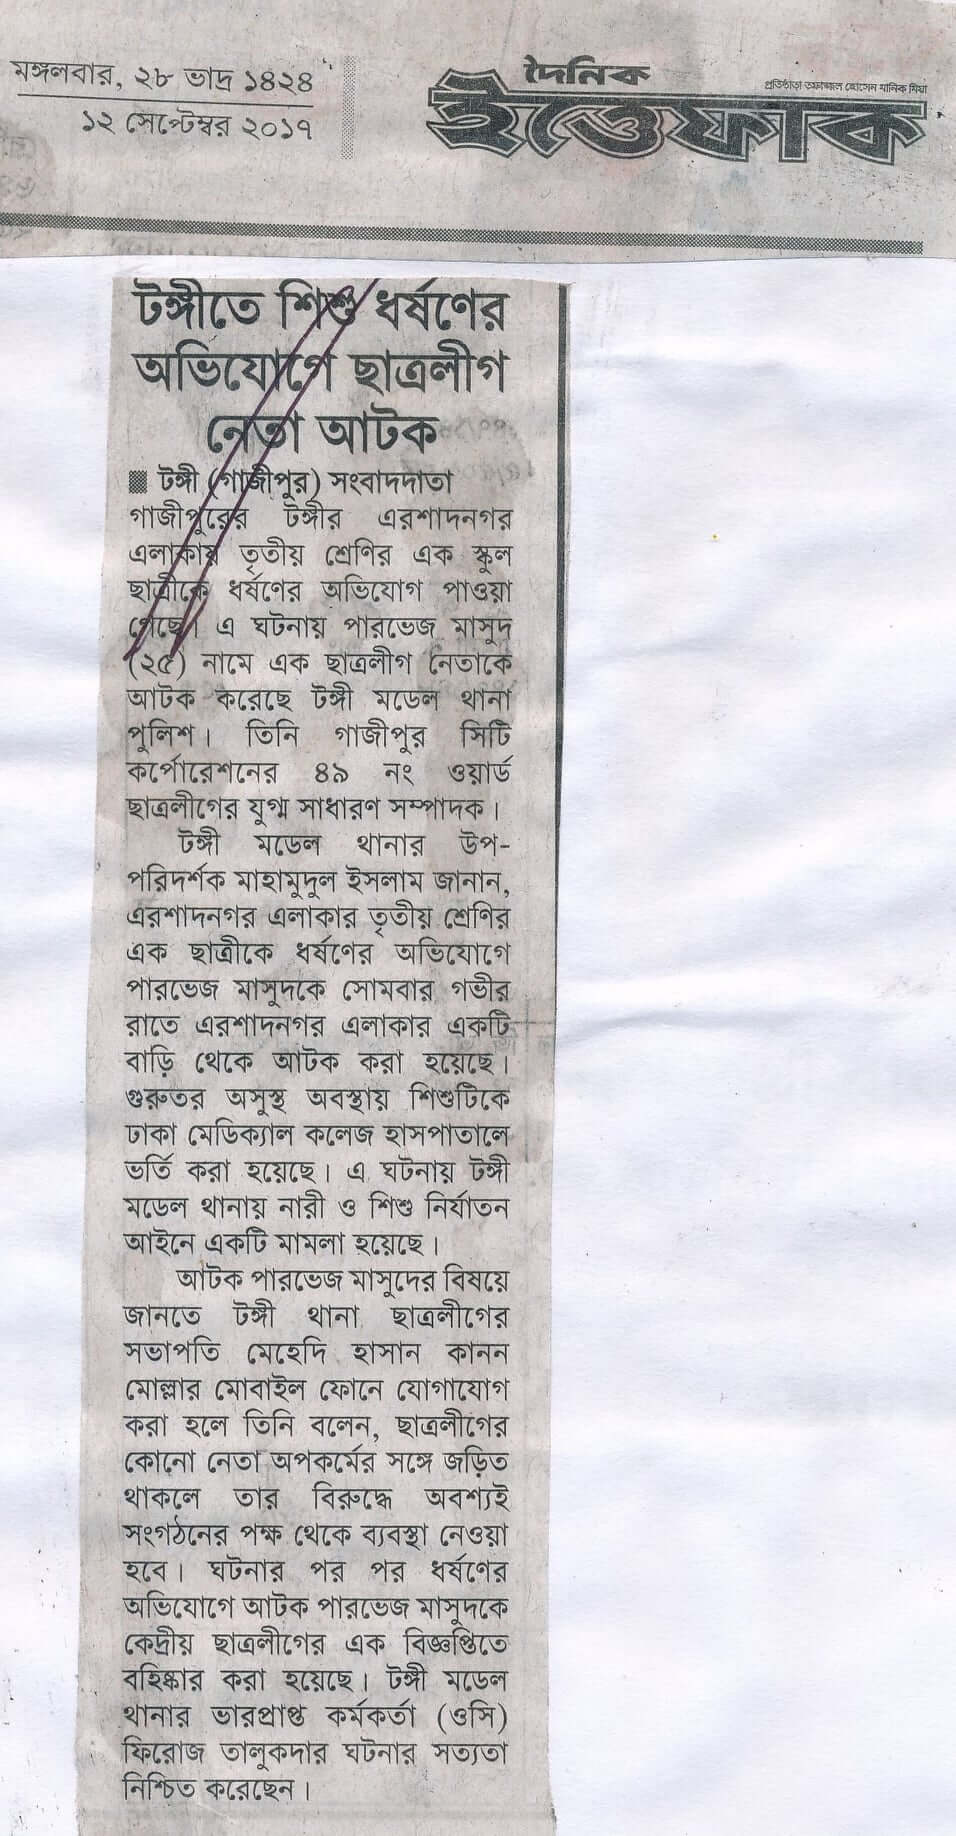 মঙ্গলবার, ২৮ ভাদ্র ১৪২৪
১২ সেপ্টেম্বর ২০১৭
দৈনিক
প্রতিষ্ঠাতা তফাজ্জল হোসেন মানিক মিয়া
ইত্তেফাক
টঙ্গীতে শিশু ধর্ষণের
অভিযোগে ছাত্রলীগ
নেতা আটক
টঙ্গী (গাজীপুর) সংবাদদাতা
গাজীপুরের টঙ্গীর এরশাদনগর
এলাকায় তৃতীয় শ্রেণির এক স্কুল
ছাত্রীকে ধর্ষণের অভিযোগ পাওয়া
গেছে। এ ঘটনায় পারভেজ মাসুদ
(২৫) নামে এক ছাত্রলীগ নেতাকে
আটক করেছে টঙ্গী মডেল থানা
পুলিশ। তিনি গাজীপুর সিটি
কর্পোরেশনের ৪৯ নং ওয়ার্ড
ছাত্রলীগের যুগ্ম সাধারণ সম্পাদক।
টঙ্গী মডেল থানার উপ-
পরিদর্শক মাহামুদুল ইসলাম জানান,
এরশাদনগর এলাকার তৃতীয় শ্রেণির
এক ছাত্রীকে ধর্ষণের অভিযোগে
পারভেজ মাসুদকে সোমবার গভীর
রাতে এরশাদনগর এলাকার একটি
বাড়ি থেকে আটক করা হয়েছে।
গুরুতর অসুস্থ অবস্থায় শিশুটিকে
ঢাকা মেডিক্যাল কলেজ হাসপাতালে
ভর্তি করা হয়েছে। এ ঘটনায় টঙ্গী
মডেল থানায় নারী ও শিশু নির্যাতন
আইনে একটি মামলা হয়েছে।
আটক পারভেজ মাসুদের বিষয়ে
জানতে টঙ্গী থানা ছাত্রলীগের
সভাপতি মেহেদি হাসান কানন
মোল্লার মোবাইল ফোনে যোগাযোগ
করা হলে তিনি বলেন, ছাত্রলীগের
কোনো নেতা অপকর্মের সঙ্গে জড়িত
থাকলে তার বিরুদ্ধে অবশ্যই
সংগঠনের পক্ষ থেকে ব্যবস্থা নেওয়া
হবে। ঘটনার পর পর ধর্ষণের
অভিযোগে আটক পারভেজ মাসুদকে
কেন্দ্রীয় ছাত্রলীগের এক বিজ্ঞপ্তিতে
বহিষ্কার করা হয়েছে। টঙ্গী মডেল
থানার ভারপ্রাপ্ত কর্মকর্তা (ওসি)
ফিরোজ তালুকদার ঘটনার সত্যতা
নিশ্চিত করেছেন।